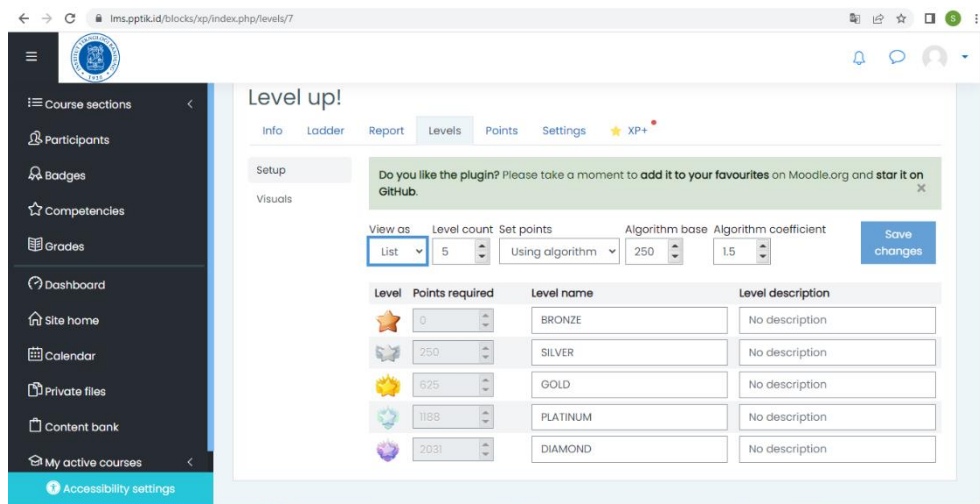 lms.pptik.id/blocks/xp/index.php/levels/7
S
INSTITUT TEKNOLOGI BANDUNG
1920
Course sections
Participants
Badges
Competencies
Grades
Dashboard
Site home
Calendar
Private files
Content bank
My active courses
Accessibility settings
Level up!
Info Ladder Report Levels Points Settings XP+
Setup
Visuals
Do you like the plugin? Please take a moment to add it to your favourites on Moodle.org and star it on
GitHub.
View as Level count Set points Algorithm base Algorithm coefficient
List 5 Using algorithm 250 1.5
Save
changes
Level Points required Level name Level description
0 BRONZE No description
250 SILVER No description
625 GOLD No description
1188 PLATINUM No description
2031 DIAMOND No description